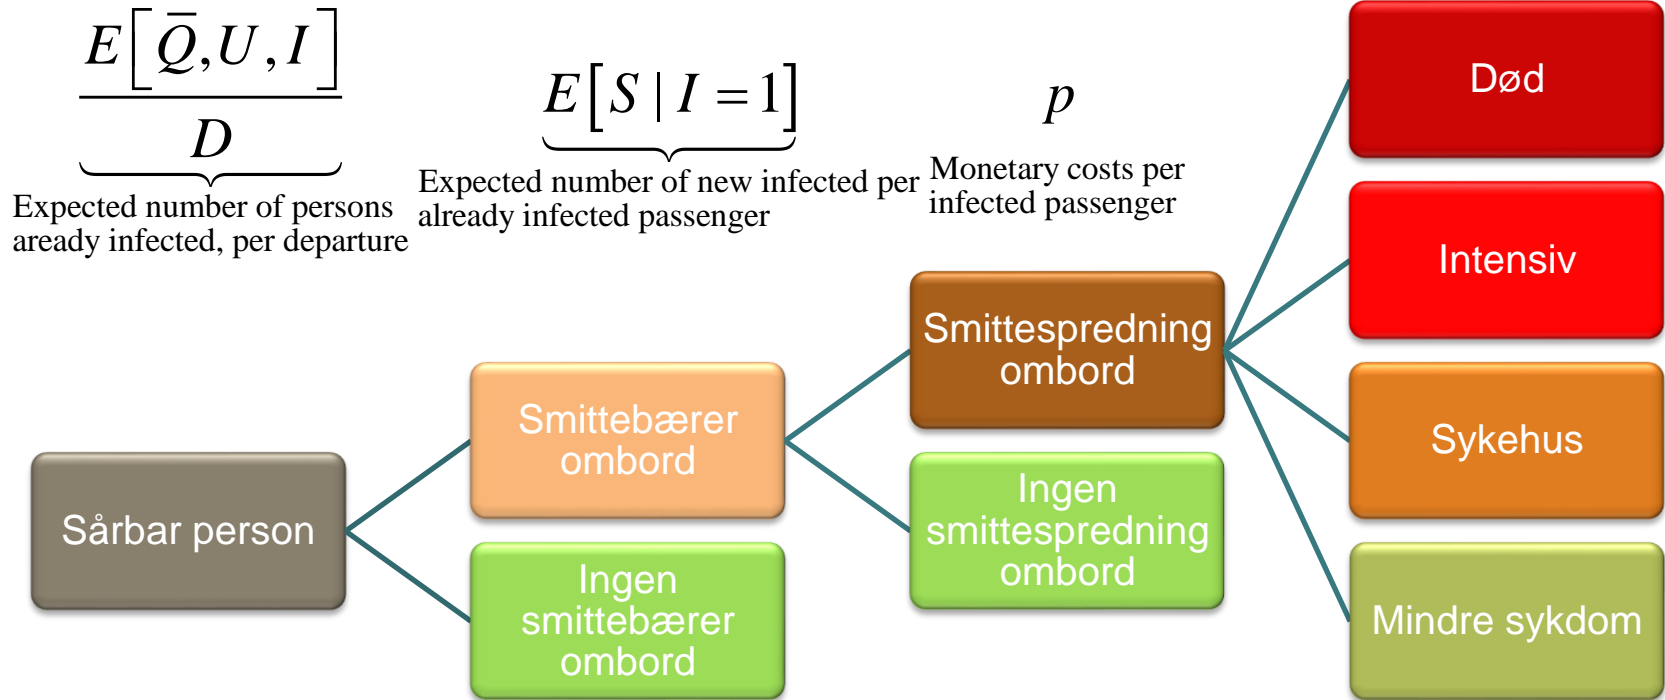 E[Q̄,U,I]
D
Expected number of persons
aready infected, per departure
E[S | I = 1]
Expected number of new infected per
already infected passenger
p
Monetary costs per
infected passenger
Sårbar person
Smittebærer
ombord
Ingen
smittebærer
ombord
Smittespredning
ombord
Ingen
smittespredning
ombord
Død
Intensiv
Sykehus
Mindre sykdom